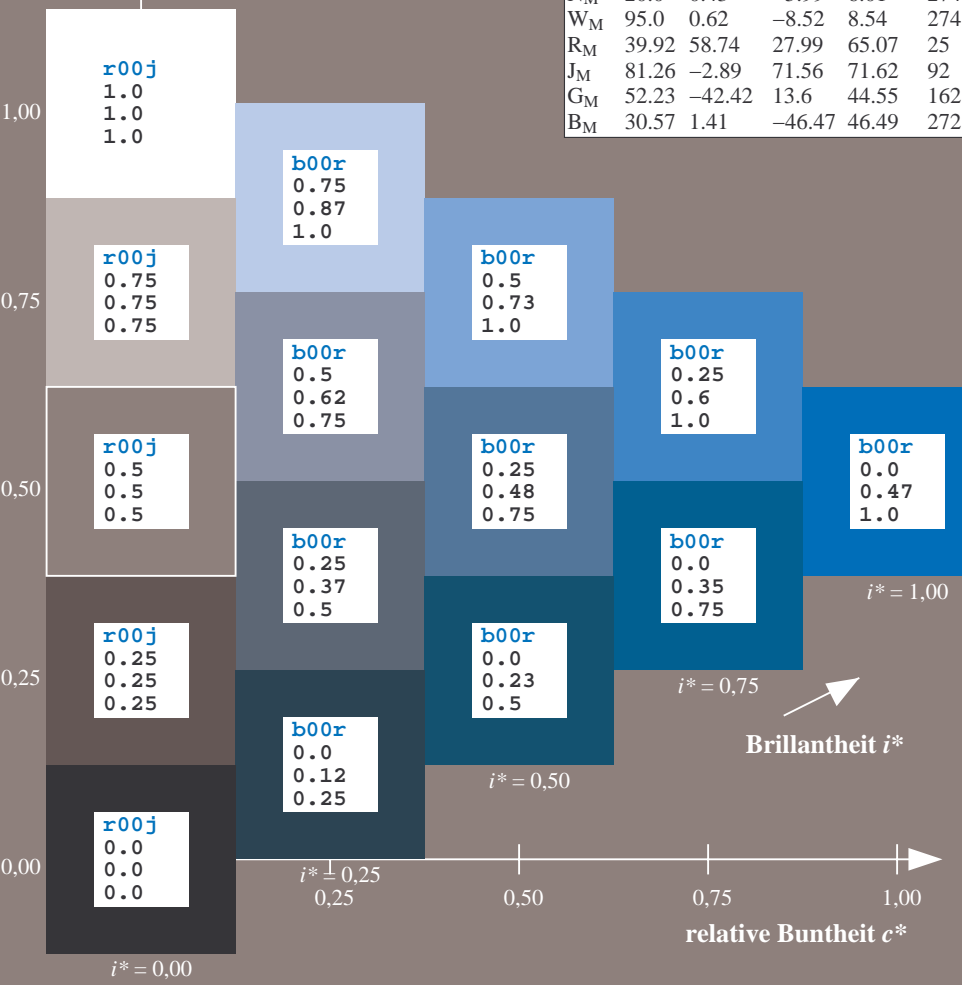 W_M 95.0 0.62 –8.52 8.54 274
R_M 39.92 58.74 27.99 65.07 25
J_M 81.26 –2.89 71.56 71.62 92
G_M 52.23 –42.42 13.6 44.55 162
B_M 30.57 1.41 –46.47 46.49 272
1,00
r00j
1.0
1.0
1.0
b00r
0.75
0.87
1.0
0,75
r00j
0.75
0.75
0.75
b00r
0.5
0.73
1.0
b00r
0.5
0.62
0.75
b00r
0.25
0.6
1.0
0,50
r00j
0.5
0.5
0.5
b00r
0.25
0.48
0.75
b00r
0.0
0.47
1.0
i* = 1,00
b00r
0.25
0.37
0.5
b00r
0.0
0.35
0.75
i* = 0,75
0,25
r00j
0.25
0.25
0.25
b00r
0.0
0.23
0.5
i* = 0,50
Brillantheit i*
b00r
0.0
0.12
0.25
i* = 0,25
0,00
r00j
0.0
0.0
0.0
i* = 0,00
0,25 0,50 0,75 1,00
relative Buntheit c*